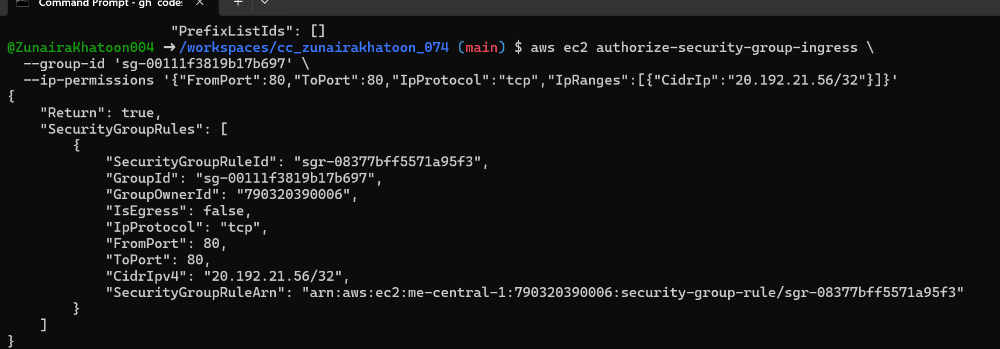 Command Prompt - gh codes
"PrefixListIds": []
@ZunairaKhatoon004 ➜ /workspaces/cc_zunairakhatoon_074 (main) $ aws ec2 authorize-security-group-ingress \
--group-id 'sg-00111f3819b17b697' \
--ip-permissions '{"FromPort":80,"ToPort":80,"IpProtocol":"tcp","IpRanges":[{"CidrIp":"20.192.21.56/32"}]}'
{
"Return": true,
"SecurityGroupRules": [
{
"SecurityGroupRuleId": "sgr-08377bff5571a95f3",
"GroupId": "sg-00111f3819b17b697",
"GroupOwnerId": "790320390006",
"IsEgress": false,
"IpProtocol": "tcp",
"FromPort": 80,
"ToPort": 80,
"CidrIpv4": "20.192.21.56/32",
"SecurityGroupRuleArn": "arn:aws:ec2:me-central-1:790320390006:security-group-rule/sgr-08377bff5571a95f3"
}
]
}